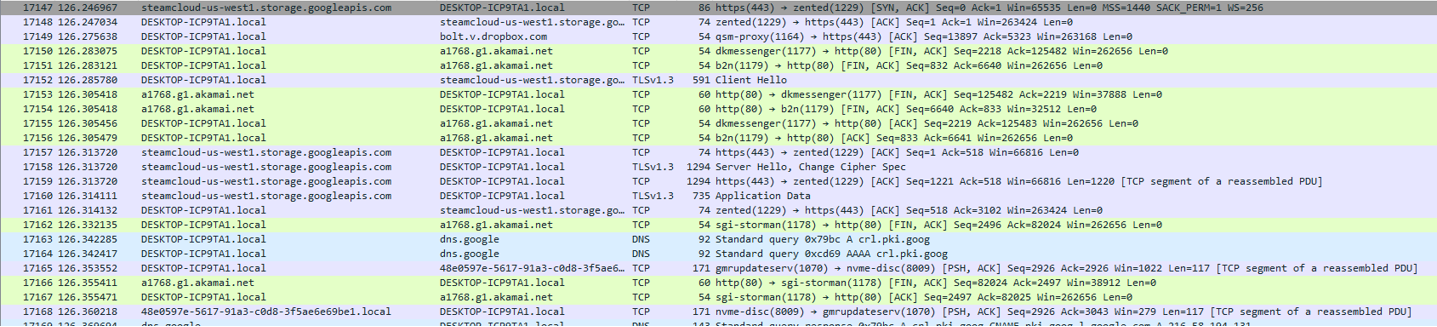 17147 126.246967 steamcloud-us-west1.storage.googleapis.com DESKTOP-ICP9TA1.local TCP 86 https(443) → zented(1229) [SYN, ACK] Seq=0 Ack=1 Win=65535 Len=0 MSS=1440 SACK_PERM=1 WS=256
17148 126.247034 DESKTOP-ICP9TA1.local steamcloud-us-west1.storage.go… TCP 74 zented(1229) → https(443) [ACK] Seq=1 Ack=1 Win=263424 Len=0
17149 126.275638 DESKTOP-ICP9TA1.local bolt.v.dropbox.com TCP 54 qsm-proxy(1164) → https(443) [ACK] Seq=13897 Ack=5323 Win=263168 Len=0
17150 126.283075 DESKTOP-ICP9TA1.local a1768.g1.akamai.net TCP 54 dkmessenger(1177) → http(80) [FIN, ACK] Seq=2218 Ack=125482 Win=262656 Len=0
17151 126.283121 DESKTOP-ICP9TA1.local a1768.g1.akamai.net TCP 54 b2n(1179) → http(80) [FIN, ACK] Seq=832 Ack=6640 Win=262656 Len=0
17152 126.285780 DESKTOP-ICP9TA1.local steamcloud-us-west1.storage.go… TLSv1.3 591 Client Hello
17153 126.305418 a1768.g1.akamai.net DESKTOP-ICP9TA1.local TCP 60 http(80) → dkmessenger(1177) [FIN, ACK] Seq=125482 Ack=2219 Win=37888 Len=0
17154 126.305418 a1768.g1.akamai.net DESKTOP-ICP9TA1.local TCP 60 http(80) → b2n(1179) [FIN, ACK] Seq=6640 Ack=833 Win=32512 Len=0
17155 126.305456 DESKTOP-ICP9TA1.local a1768.g1.akamai.net TCP 54 dkmessenger(1177) → http(80) [ACK] Seq=2219 Ack=125483 Win=262656 Len=0
17156 126.305479 DESKTOP-ICP9TA1.local a1768.g1.akamai.net TCP 54 b2n(1179) → http(80) [ACK] Seq=833 Ack=6641 Win=262656 Len=0
17157 126.313720 steamcloud-us-west1.storage.googleapis.com DESKTOP-ICP9TA1.local TCP 74 https(443) → zented(1229) [ACK] Seq=1 Ack=518 Win=66816 Len=0
17158 126.313720 steamcloud-us-west1.storage.googleapis.com DESKTOP-ICP9TA1.local TLSv1.3 1294 Server Hello, Change Cipher Spec
17159 126.313720 steamcloud-us-west1.storage.googleapis.com DESKTOP-ICP9TA1.local TCP 1294 https(443) → zented(1229) [ACK] Seq=1221 Ack=518 Win=66816 Len=1220 [TCP segment of a reassembled PDU]
17160 126.314111 steamcloud-us-west1.storage.googleapis.com DESKTOP-ICP9TA1.local TLSv1.3 735 Application Data
17161 126.314132 DESKTOP-ICP9TA1.local steamcloud-us-west1.storage.go… TCP 74 zented(1229) → https(443) [ACK] Seq=518 Ack=3102 Win=263424 Len=0
17162 126.332135 DESKTOP-ICP9TA1.local a1768.g1.akamai.net TCP 54 sgi-storman(1178) → http(80) [FIN, ACK] Seq=2496 Ack=82024 Win=262656 Len=0
17163 126.342285 DESKTOP-ICP9TA1.local dns.google DNS 92 Standard query 0x79bc A crl.pki.goog
17164 126.342417 DESKTOP-ICP9TA1.local dns.google DNS 92 Standard query 0xcd69 AAAA crl.pki.goog
17165 126.353552 DESKTOP-ICP9TA1.local 48e0597e-5617-91a3-c0d8-3f5ae6… TCP 171 gmrupdateserv(1070) → nvme-disc(8009) [PSH, ACK] Seq=2926 Ack=2926 Win=1022 Len=117 [TCP segment of a reassembled PDU]
17166 126.355411 a1768.g1.akamai.net DESKTOP-ICP9TA1.local TCP 60 http(80) → sgi-storman(1178) [FIN, ACK] Seq=82024 Ack=2497 Win=38912 Len=0
17167 126.355471 DESKTOP-ICP9TA1.local a1768.g1.akamai.net TCP 54 sgi-storman(1178) → http(80) [ACK] Seq=2497 Ack=82025 Win=262656 Len=0
17168 126.360218 48e0597e-5617-91a3-c0d8-3f5ae6e69be1.local DESKTOP-ICP9TA1.local TCP 171 nvme-disc(8009) → gmrupdateserv(1070) [PSH, ACK] Seq=2926 Ack=3043 Win=279 Len=117 [TCP segment of a reassembled PDU]